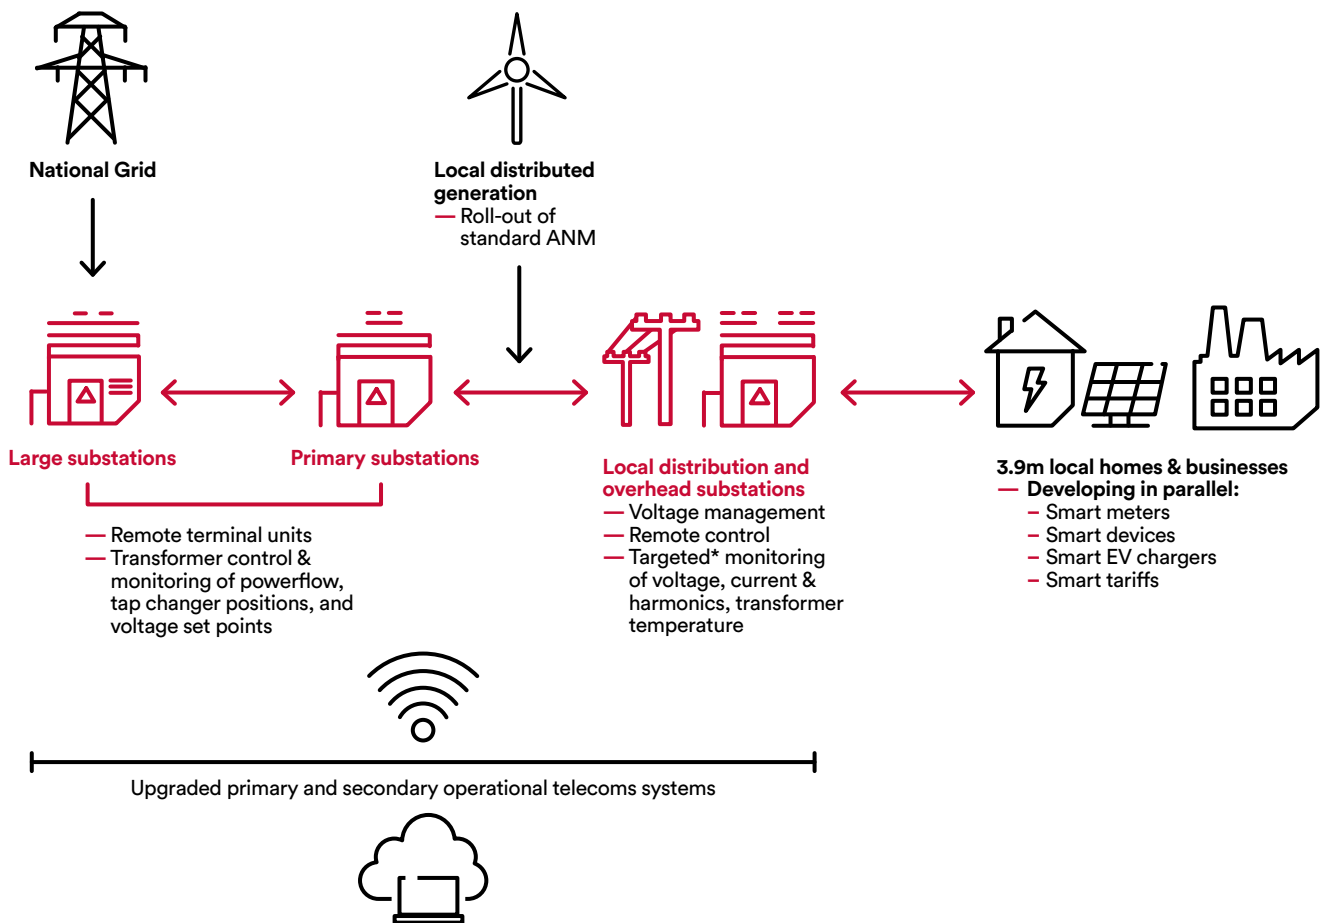 National Grid
Local distributed
generation
— Roll-out of
standard ANM
Large substations
Primary substations
— Remote terminal units
— Transformer control &
monitoring of powerflow,
tap changer positions, and
voltage set points
Local distribution and
overhead substations
— Voltage management
— Remote control
— Targeted* monitoring
of voltage, current &
harmonics, transformer
temperature
3.9m local homes & businesses
— Developing in parallel:
– Smart meters
– Smart devices
– Smart EV chargers
– Smart tariffs
Upgraded primary and secondary operational telecoms systems